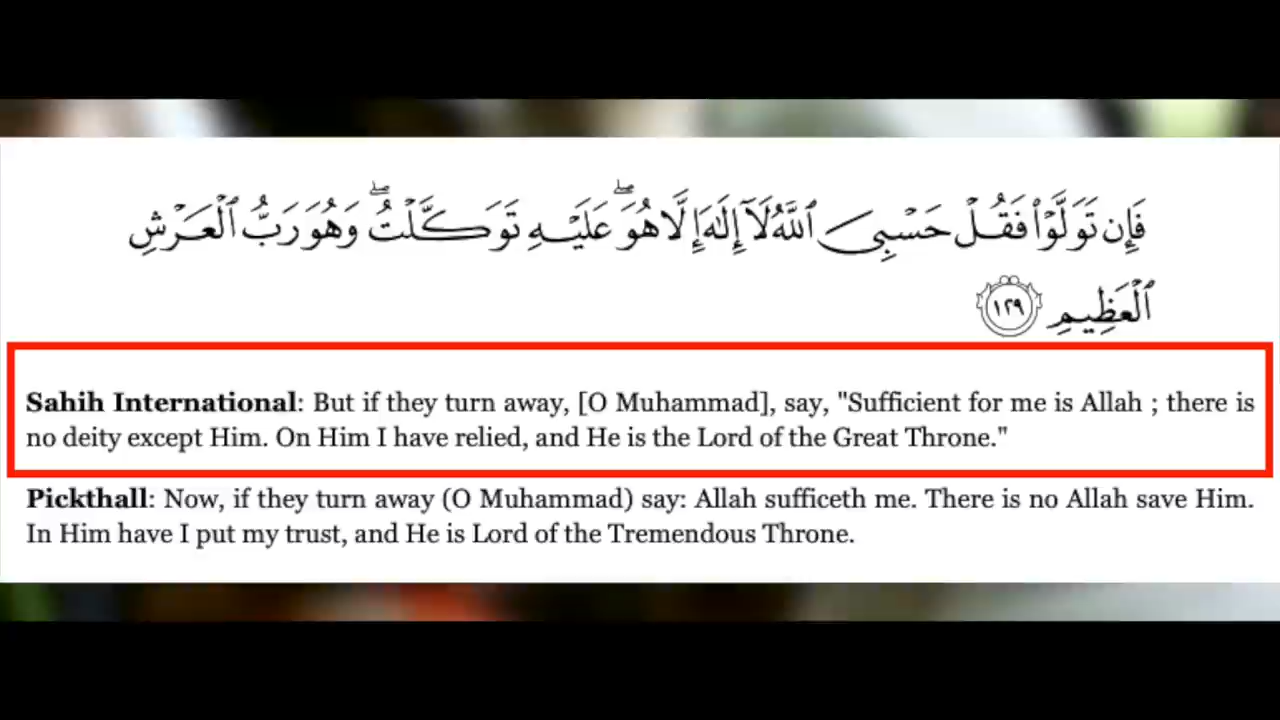 فَإِن تَوَلَّوْا۟ فَقُلْ حَسْبِىَ ٱللَّهُ لَآ إِلَٰهَ إِلَّا هُوَ ۖ عَلَيْهِ تَوَكَّلْتُ ۖ وَهُوَ رَبُّ ٱلْعَرْشِ
ٱلْعَظِيمِ ١٢٩
Sahih International: But if they turn away, [O Muhammad], say, "Sufficient for me is Allah ; there is
no deity except Him. On Him I have relied, and He is the Lord of the Great Throne."
Pickthall: Now, if they turn away (O Muhammad) say: Allah sufficeth me. There is no Allah save Him.
In Him have I put my trust, and He is Lord of the Tremendous Throne.